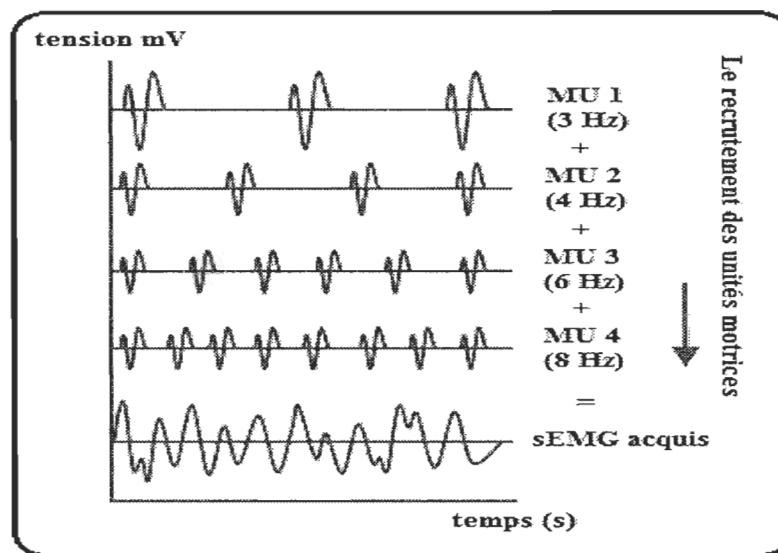 tension mV
MU 1
(3 Hz)
+
MU 2
(4 Hz)
+
MU 3
(6 Hz)
+
MU 4
(8 Hz)
=
sEMG acquis
temps (s)
Le recrutement des unités motrices